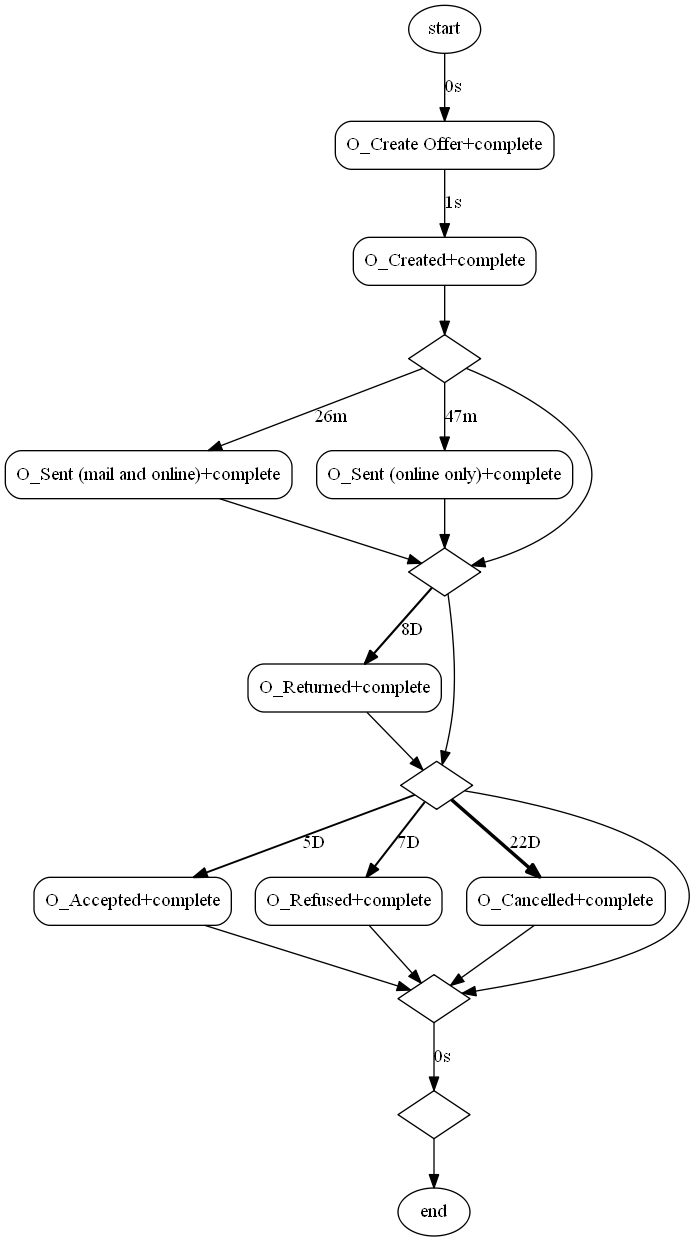 start
0s
O_Create Offer+complete
1s
O_Created+complete
26m
47m
O_Sent (mail and online)+complete
O_Sent (online only)+complete
8D
O_Returned+complete
5D
7D
22D
O_Accepted+complete
O_Refused+complete
O_Cancelled+complete
0s
end